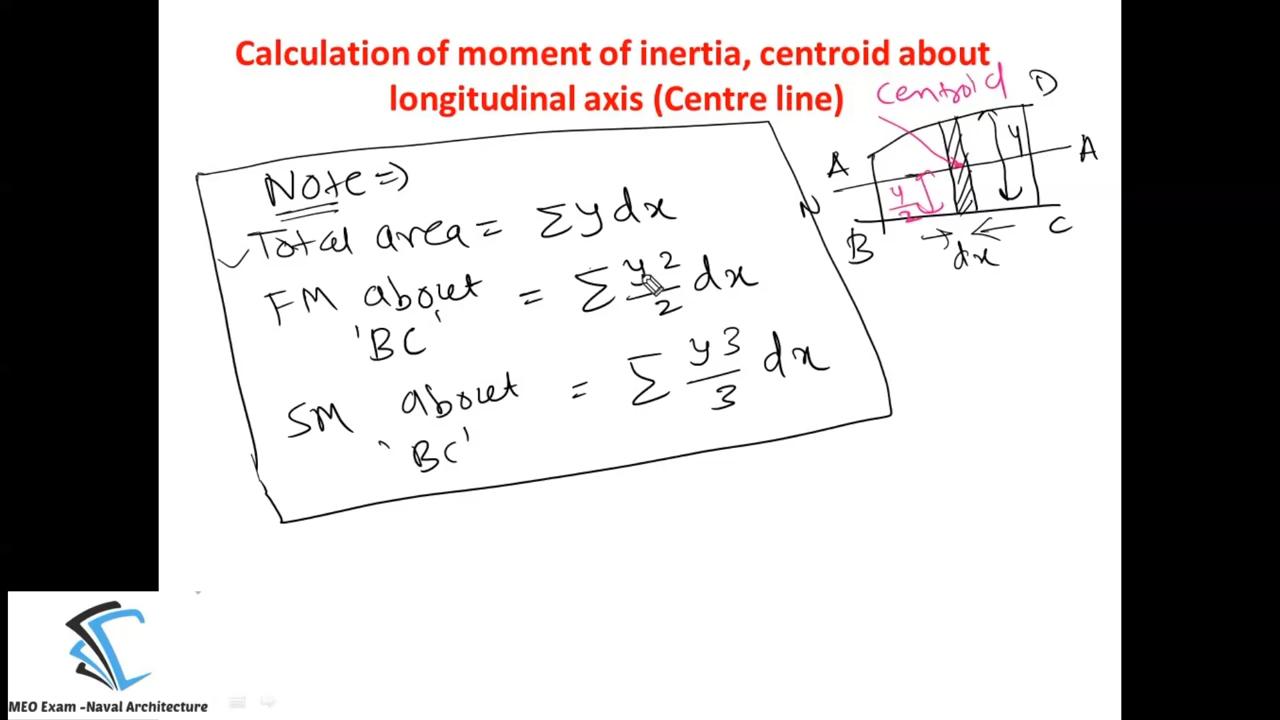 Calculation of moment of inertia, centroid about
longitudinal axis (Centre line)
Note ⇒
Total area = Σ y dx
FM about 'BC' = Σ y2/2 dx
SM about 'BC' = Σ y3/3 dx
centroid
D
A
A
y
y/2
N
B
C
dx
MEO Exam –Naval Architecture